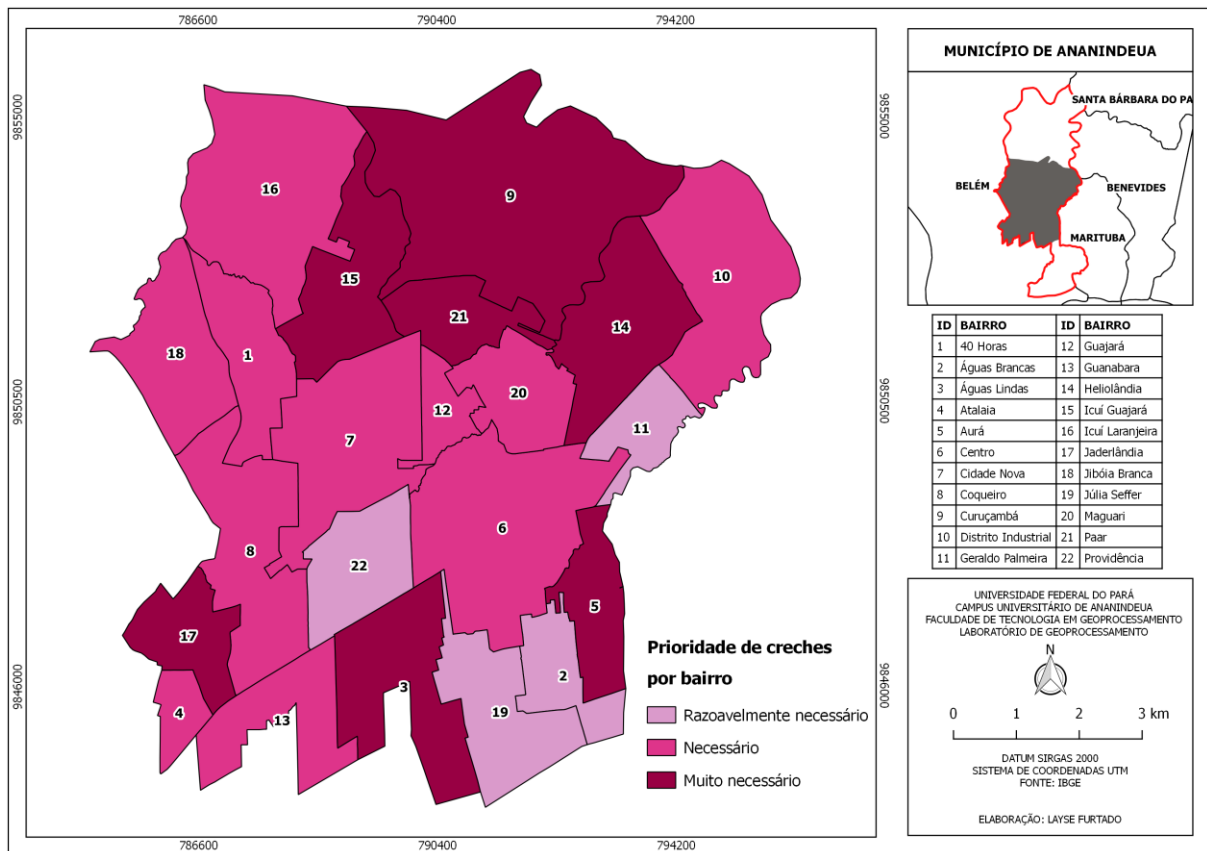 786600 790400 794200
9855000
9855000
16
9
10
15
21
14
18
1
20
12
11
7
9850500
9850500
6
8
22
5
17
2
3
19
4
13
9846000
9846000
Prioridade de creches
por bairro
Razoavelmente necessário
Necessário
Muito necessário
786600 790400 794200
MUNICÍPIO DE ANANINDEUA
SANTA BÁRBARA DO PA
BELÉM
BENEVIDES
MARITUBA
ID BAIRRO ID BAIRRO
1 40 Horas 12 Guajará
2 Águas Brancas 13 Guanabara
3 Águas Lindas 14 Heliolândia
4 Atalaia 15 Icuí Guajará
5 Aurá 16 Icuí Laranjeira
6 Centro 17 Jaderlândia
7 Cidade Nova 18 Jibóia Branca
8 Coqueiro 19 Júlia Seffer
9 Curuçambá 20 Maguari
10 Distrito Industrial 21 Paar
11 Geraldo Palmeira 22 Providência
UNIVERSIDADE FEDERAL DO PARÁ
CAMPUS UNIVERSITÁRIO DE ANANINDEUA
FACULDADE DE TECNOLOGIA EM GEOPROCESSAMENTO
LABORATÓRIO DE GEOPROCESSAMENTO
N
0 1 2 3 km
DATUM SIRGAS 2000
SISTEMA DE COORDENADAS UTM
FONTE: IBGE
ELABORAÇÃO: LAYSE FURTADO